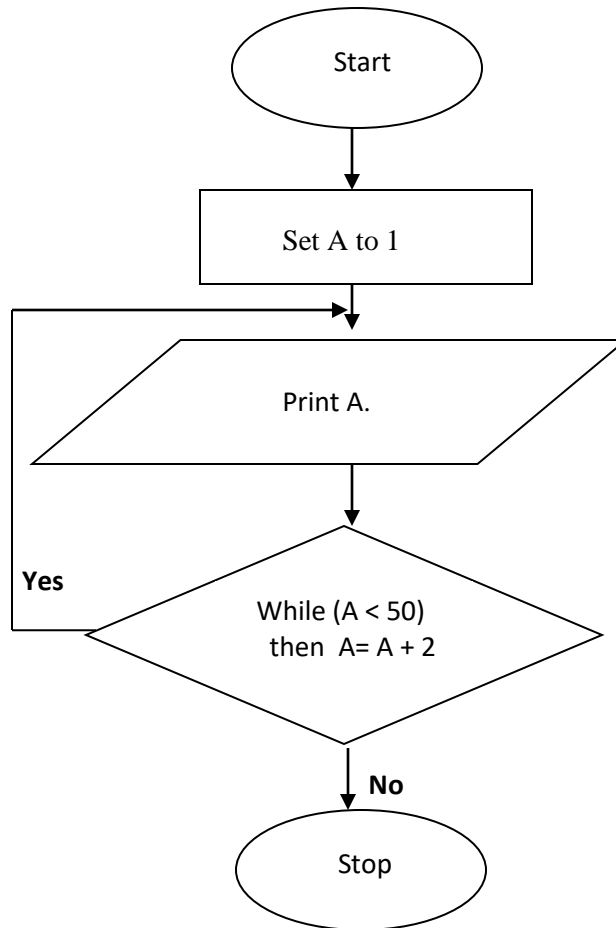 Start
Set A to 1
Print A.
Yes
While (A < 50)
then A= A + 2
No
Stop